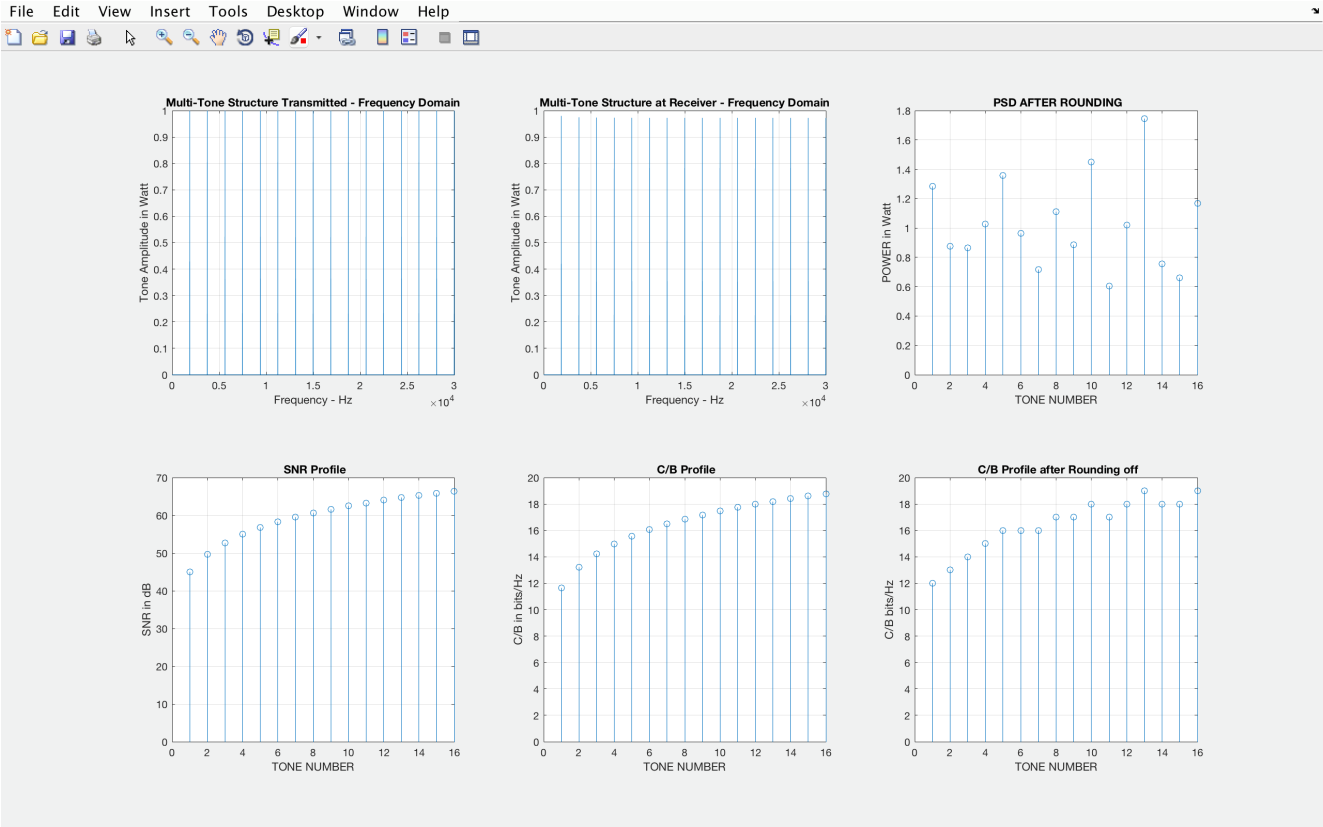 File Edit View Insert Tools Desktop Window Help
Multi-Tone Structure Transmitted - Frequency Domain
Tone Amplitude in Watt
1
0.9
0.8
0.7
0.6
0.5
0.4
0.3
0.2
0.1
0
0 0.5 1 1.5 2 2.5 3
Frequency - Hz
×10^4
Multi-Tone Structure at Receiver - Frequency Domain
Tone Amplitude in Watt
1
0.9
0.8
0.7
0.6
0.5
0.4
0.3
0.2
0.1
0
0 0.5 1 1.5 2 2.5 3
Frequency - Hz
×10^4
PSD AFTER ROUNDING
POWER in Watt
1.8
1.6
1.4
1.2
1
0.8
0.6
0.4
0.2
0
0 2 4 6 8 10 12 14 16
TONE NUMBER
SNR Profile
SNR in dB
70
60
50
40
30
20
10
0
0 2 4 6 8 10 12 14 16
TONE NUMBER
C/B Profile
C/B in bits/Hz
20
18
16
14
12
10
8
6
4
2
0
0 2 4 6 8 10 12 14 16
TONE NUMBER
C/B Profile after Rounding off
C/B bits/Hz
20
18
16
14
12
10
8
6
4
2
0
0 2 4 6 8 10 12 14 16
TONE NUMBER